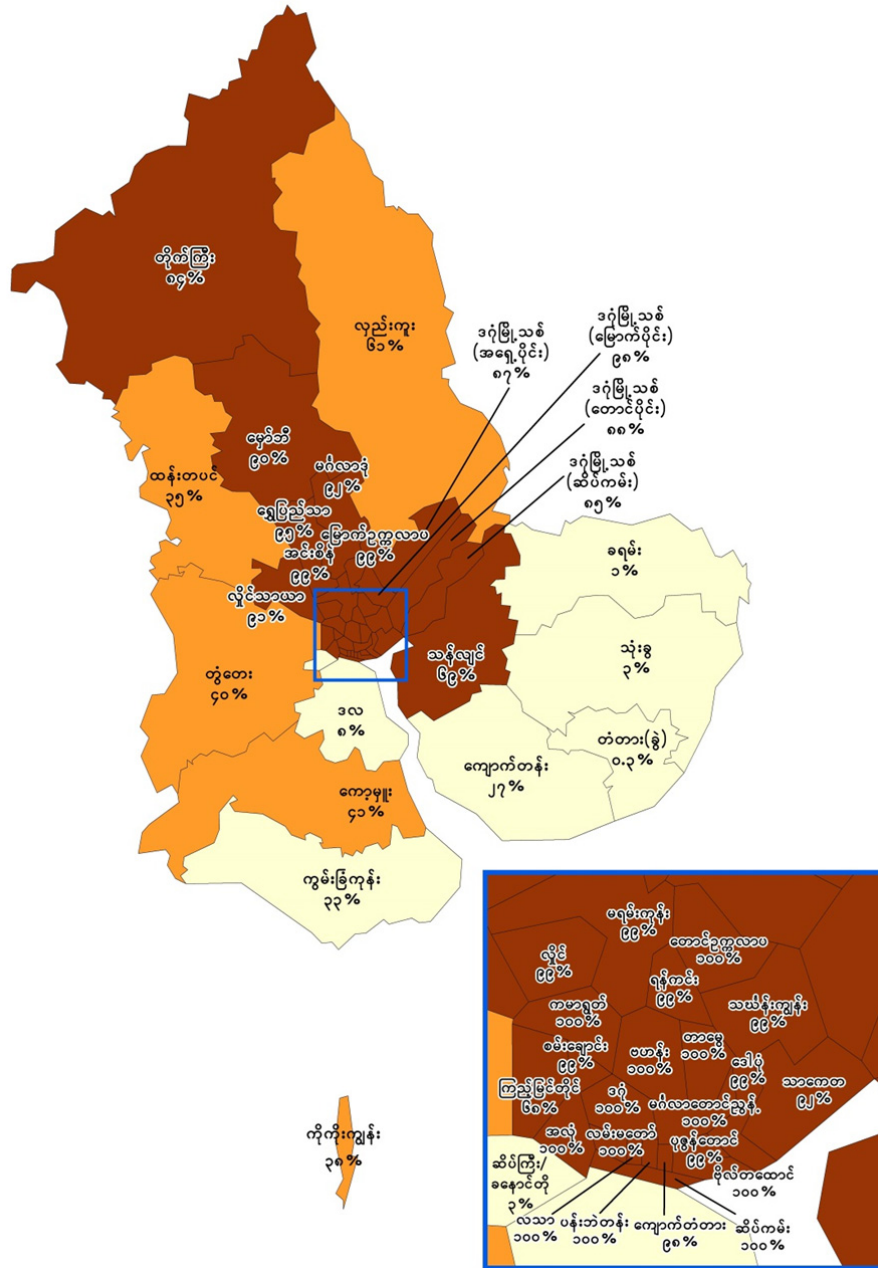 တိုက်ကြီး
၈၄%
လှည်းကူး
၆၁%
ဒဂုံမြို့သစ်
(အရှေ့ပိုင်း)
၈၇%
ဒဂုံမြို့သစ်
(မြောက်ပိုင်း)
၉၈%
ဒဂုံမြို့သစ်
(တောင်ပိုင်း)
၈၈%
ဒဂုံမြို့သစ်
(ဆိပ်ကမ်း)
၈၅%
မှော်ဘီ
၉၀%
ထန်းတပင်
၃၅%
မင်္ဂလာဒုံ
၉၂%
ရွှေပြည်သာ
၉၅%
မြောက်ဥက္ကလာပ
၉၉%
အင်းစိန်
၉၉%
လှိုင်သာယာ
၉၁%
ခရမ်း
၁%
သုံးခွ
၃%
သန်လျင်
၆၉%
တွံတေး
၄၀%
ဒလ
၈%
တံတား(ခွဲ)
၀.၃%
ကျောက်တန်း
၂၇%
ကော့မှူး
၄၁%
ကွမ်းခြံကုန်း
၃၃%
ကိုကိုးကျွန်း
၃၈%
မရမ်းကုန်း
၉၉%
တောင်ဥက္ကလာပ
၁၀၀%
လှိုင်
၉၉%
ရန်ကင်း
၉၉%
ကမာရွတ်
၁၀၀%
သင်္ဃန်းကျွန်း
၉၉%
တာမွေ
၁၀၀%
စမ်းချောင်း
၉၉%
ဗဟန်း
၁၀၀%
ဒေါပုံ
၉၉%
သာကေတ
၉၂%
ကြည့်မြင်တိုင်
၆၈%
ဒဂုံ
၁၀၀%
မင်္ဂလာတောင်ညွန့်
၁၀၀%
အလုံ
၁၀၀%
လမ်းမတော်
၁၀၀%
ပုဇွန်တောင်
၉၉%
ဗိုလ်တထောင်
၁၀၀%
ဆိပ်ကြီး/
ခနောင်တို
၃%
လသာ
၁၀၀%
ပန်းဘဲတန်း
၁၀၀%
ကျောက်တံတား
၉၈%
ဆိပ်ကမ်း
၁၀၀%